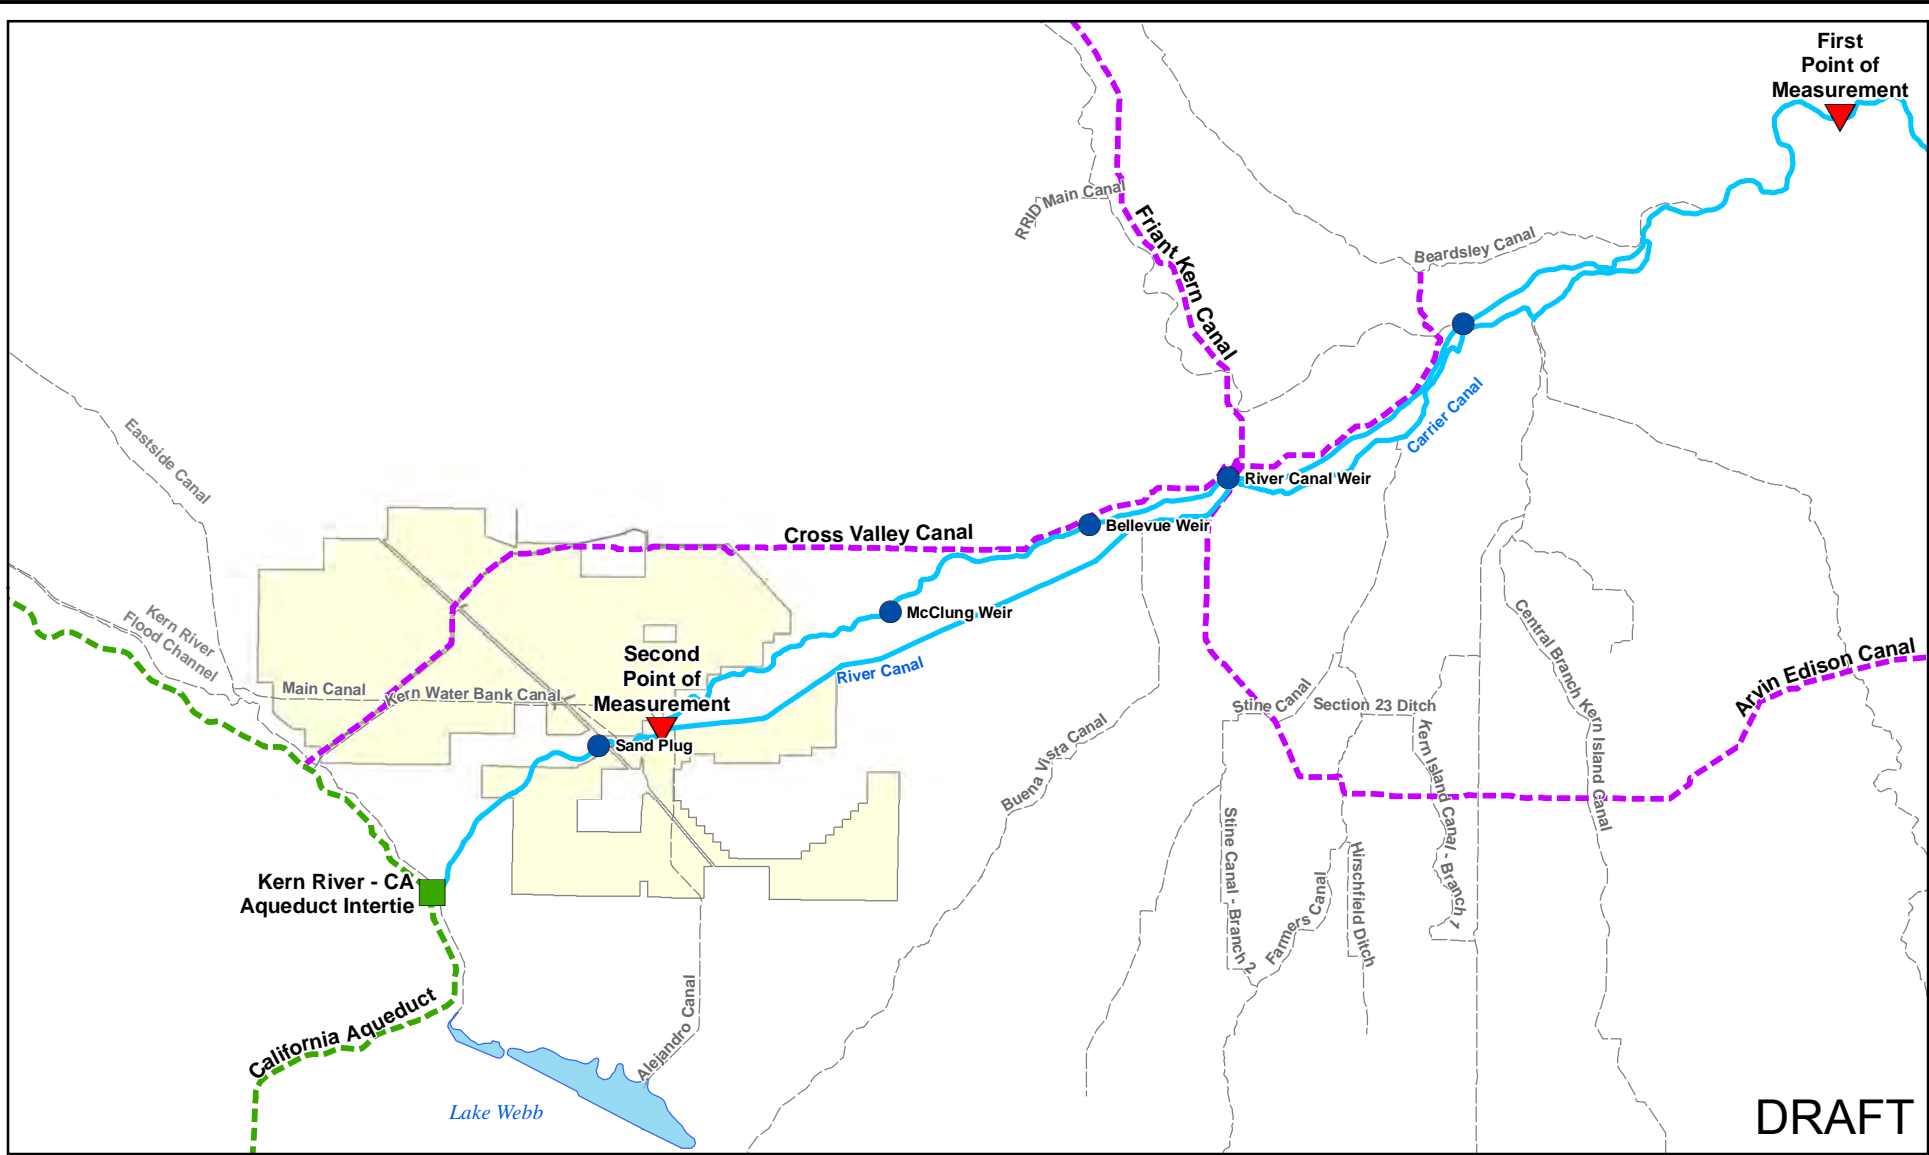 First
Point of
Measurement
RRID Main Canal
Friant Kern Canal
Beardsley Canal
Carrier Canal
Eastside Canal
River Canal Weir
Bellevue Weir
Cross Valley Canal
McClung Weir
Kern River
Flood Channel
Second
Point of
Measurement
River Canal
Main Canal
Kern Water Bank Canal
Sand Plug
Stine Canal
Section 23 Ditch
Central Branch Kern Island Canal
Arvin Edison Canal
Buena Vista Canal
Kern Island Canal - Branch 7
Stine Canal - Branch 2
Farmers Canal
Hirschfield Ditch
Kern River - CA
Aqueduct Intertie
California Aqueduct
Alejandro Canal
Lake Webb
DRAFT